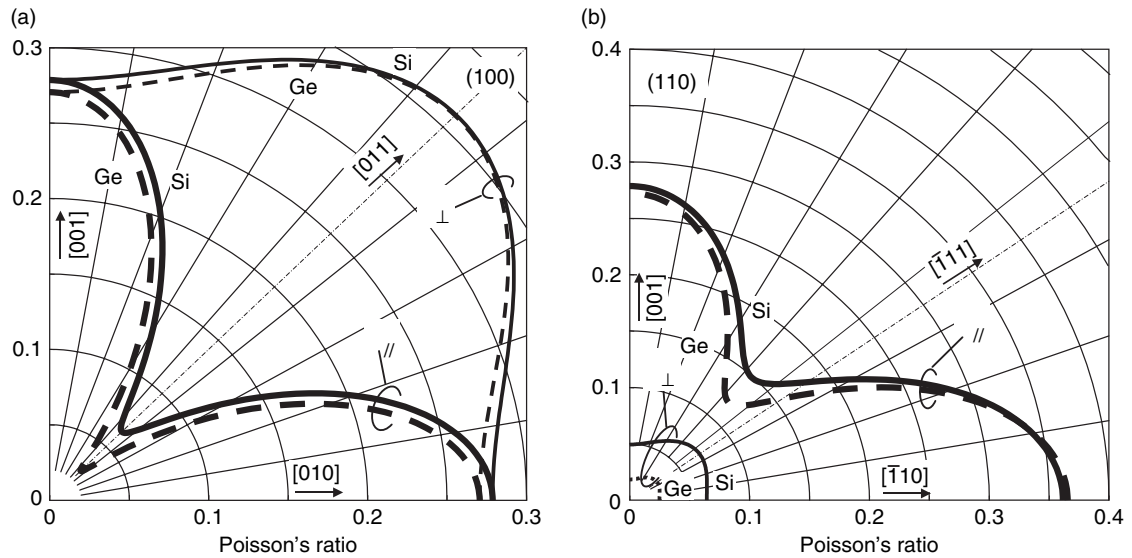 (a)
0.3
0.2
0.1
0
0
0.1
0.2
0.3
Poisson's ratio
Si
Ge
(100)
[011]
⊥
Ge
Si
[001]
//
[010]
(b)
0.4
0.3
0.2
0.1
0
0
0.1
0.2
0.3
0.4
Poisson's ratio
(110)
[1̅11]
[001]
Si
Ge
//
⊥
Ge
Si
[1̅10]